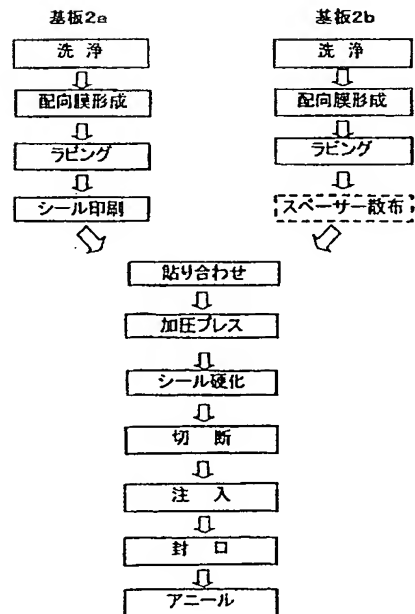 基板2a
洗 浄
配向膜形成
ラビング
シール印刷
基板2b
洗 浄
配向膜形成
ラビング
スペーサー散布
貼り合わせ
加圧プレス
シール硬化
切 断
注 入
封 口
アニール